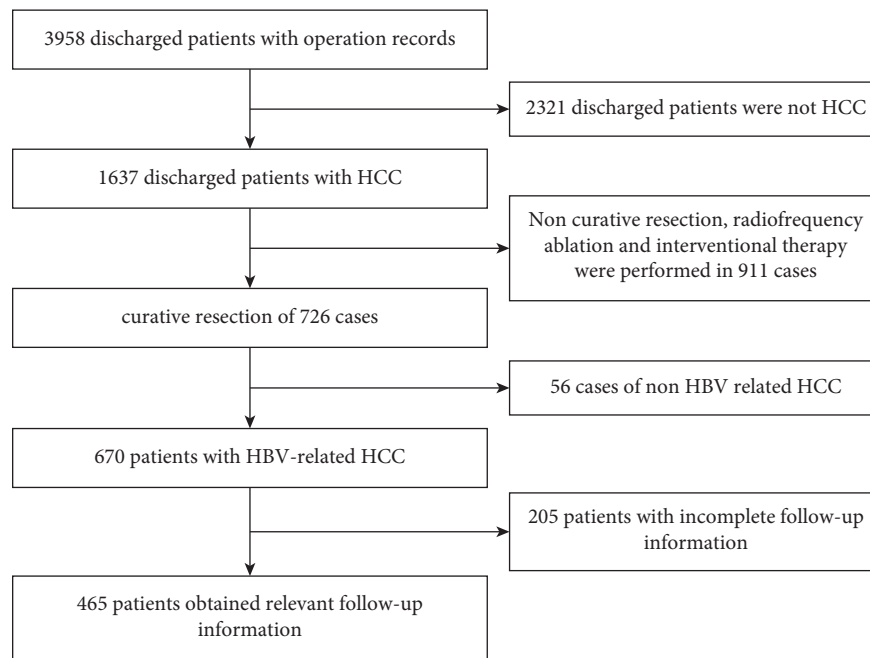 3958 discharged patients with operation records
2321 discharged patients were not HCC
1637 discharged patients with HCC
Non curative resection, radiofrequency
ablation and interventional therapy
were performed in 911 cases
curative resection of 726 cases
56 cases of non HBV related HCC
670 patients with HBV-related HCC
205 patients with incomplete follow-up
information
465 patients obtained relevant follow-up
information